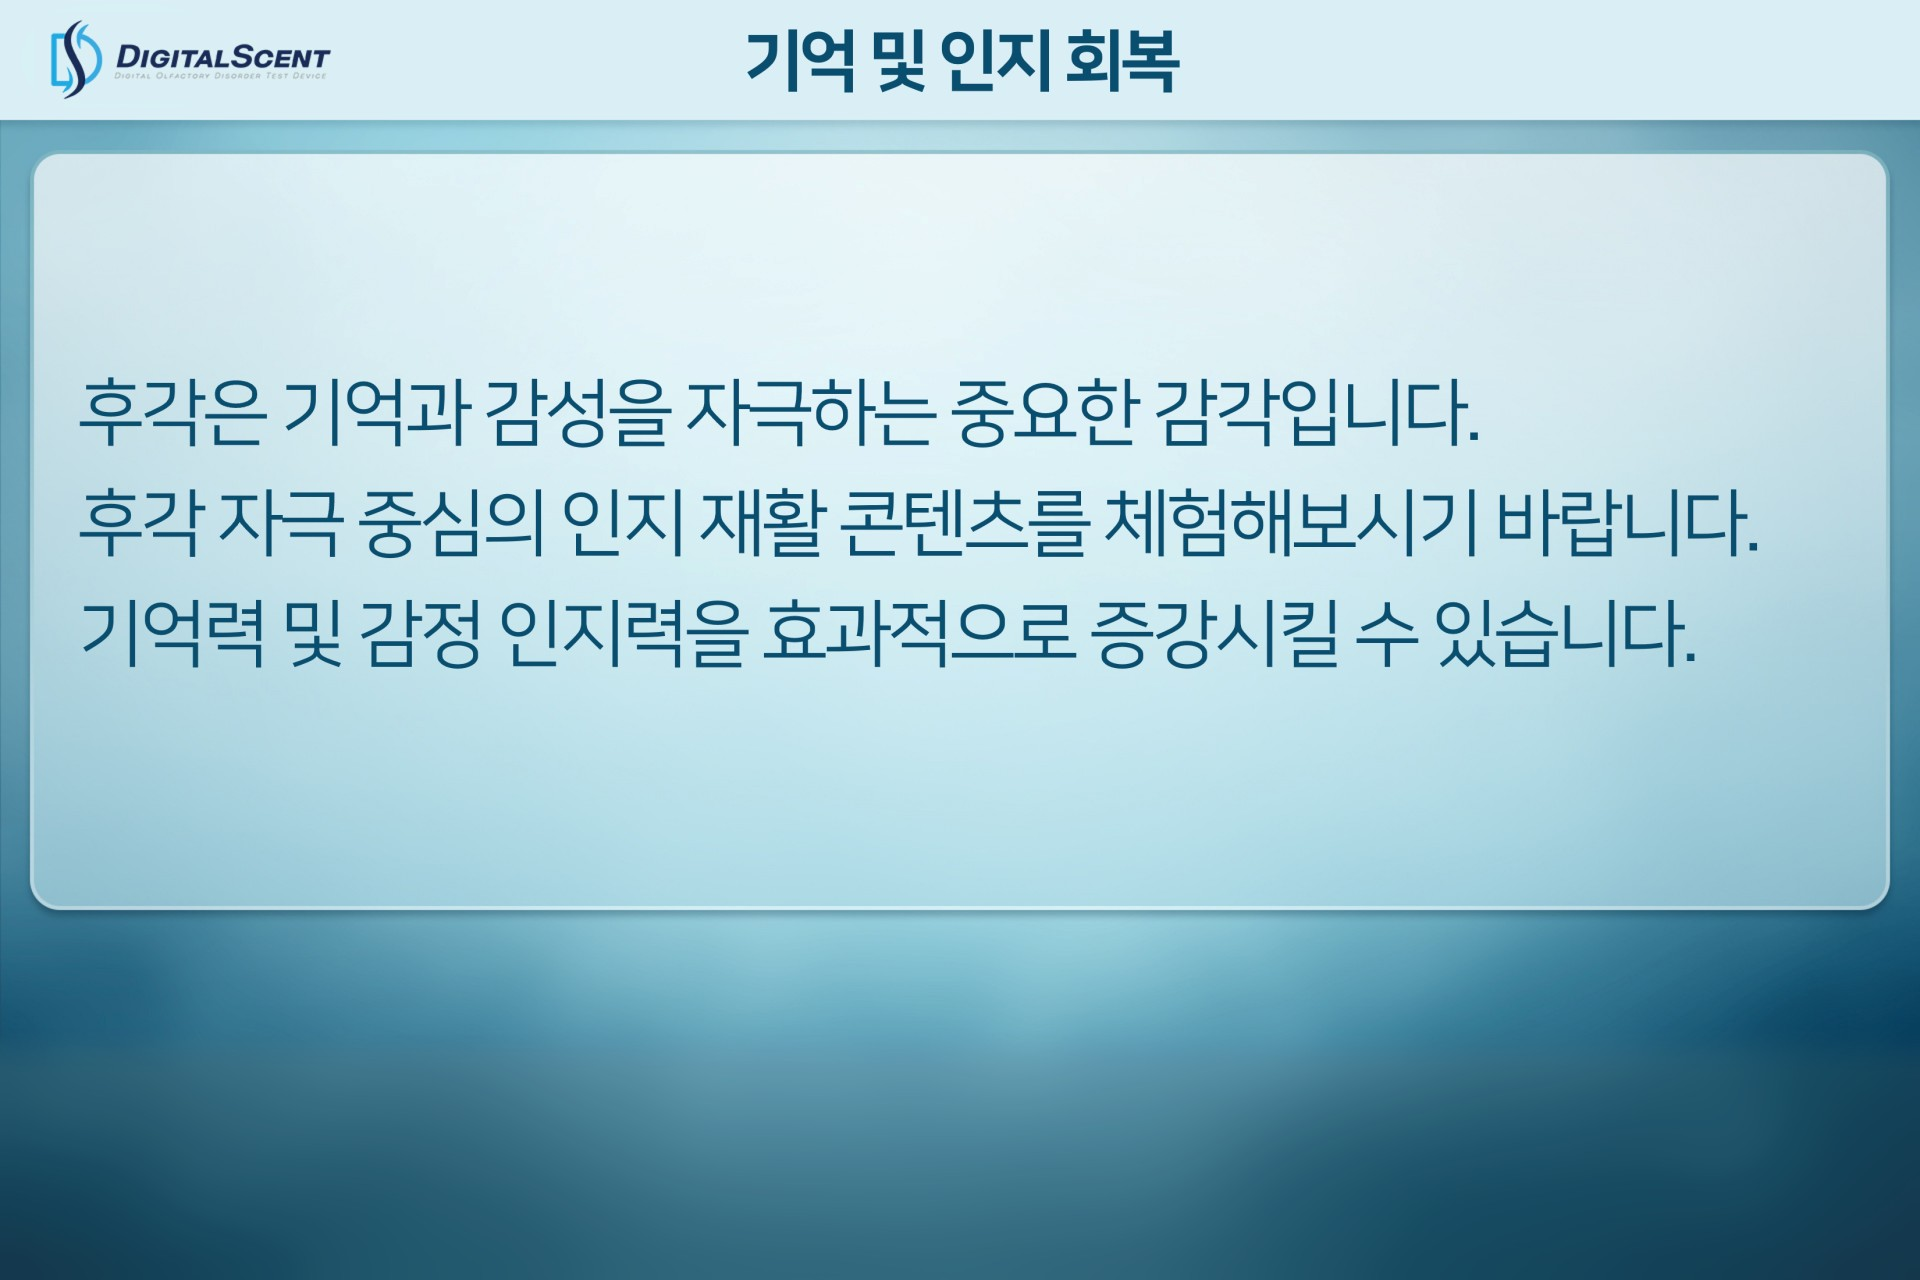 DigitalScent
Digital Olfactory Disorder Test Device
기억 및 인지 회복
후각은 기억과 감성을 자극하는 중요한 감각입니다.
후각 자극 중심의 인지 재활 콘텐츠를 체험해보시기 바랍니다.
기억력 및 감정 인지력을 효과적으로 증강시킬 수 있습니다.